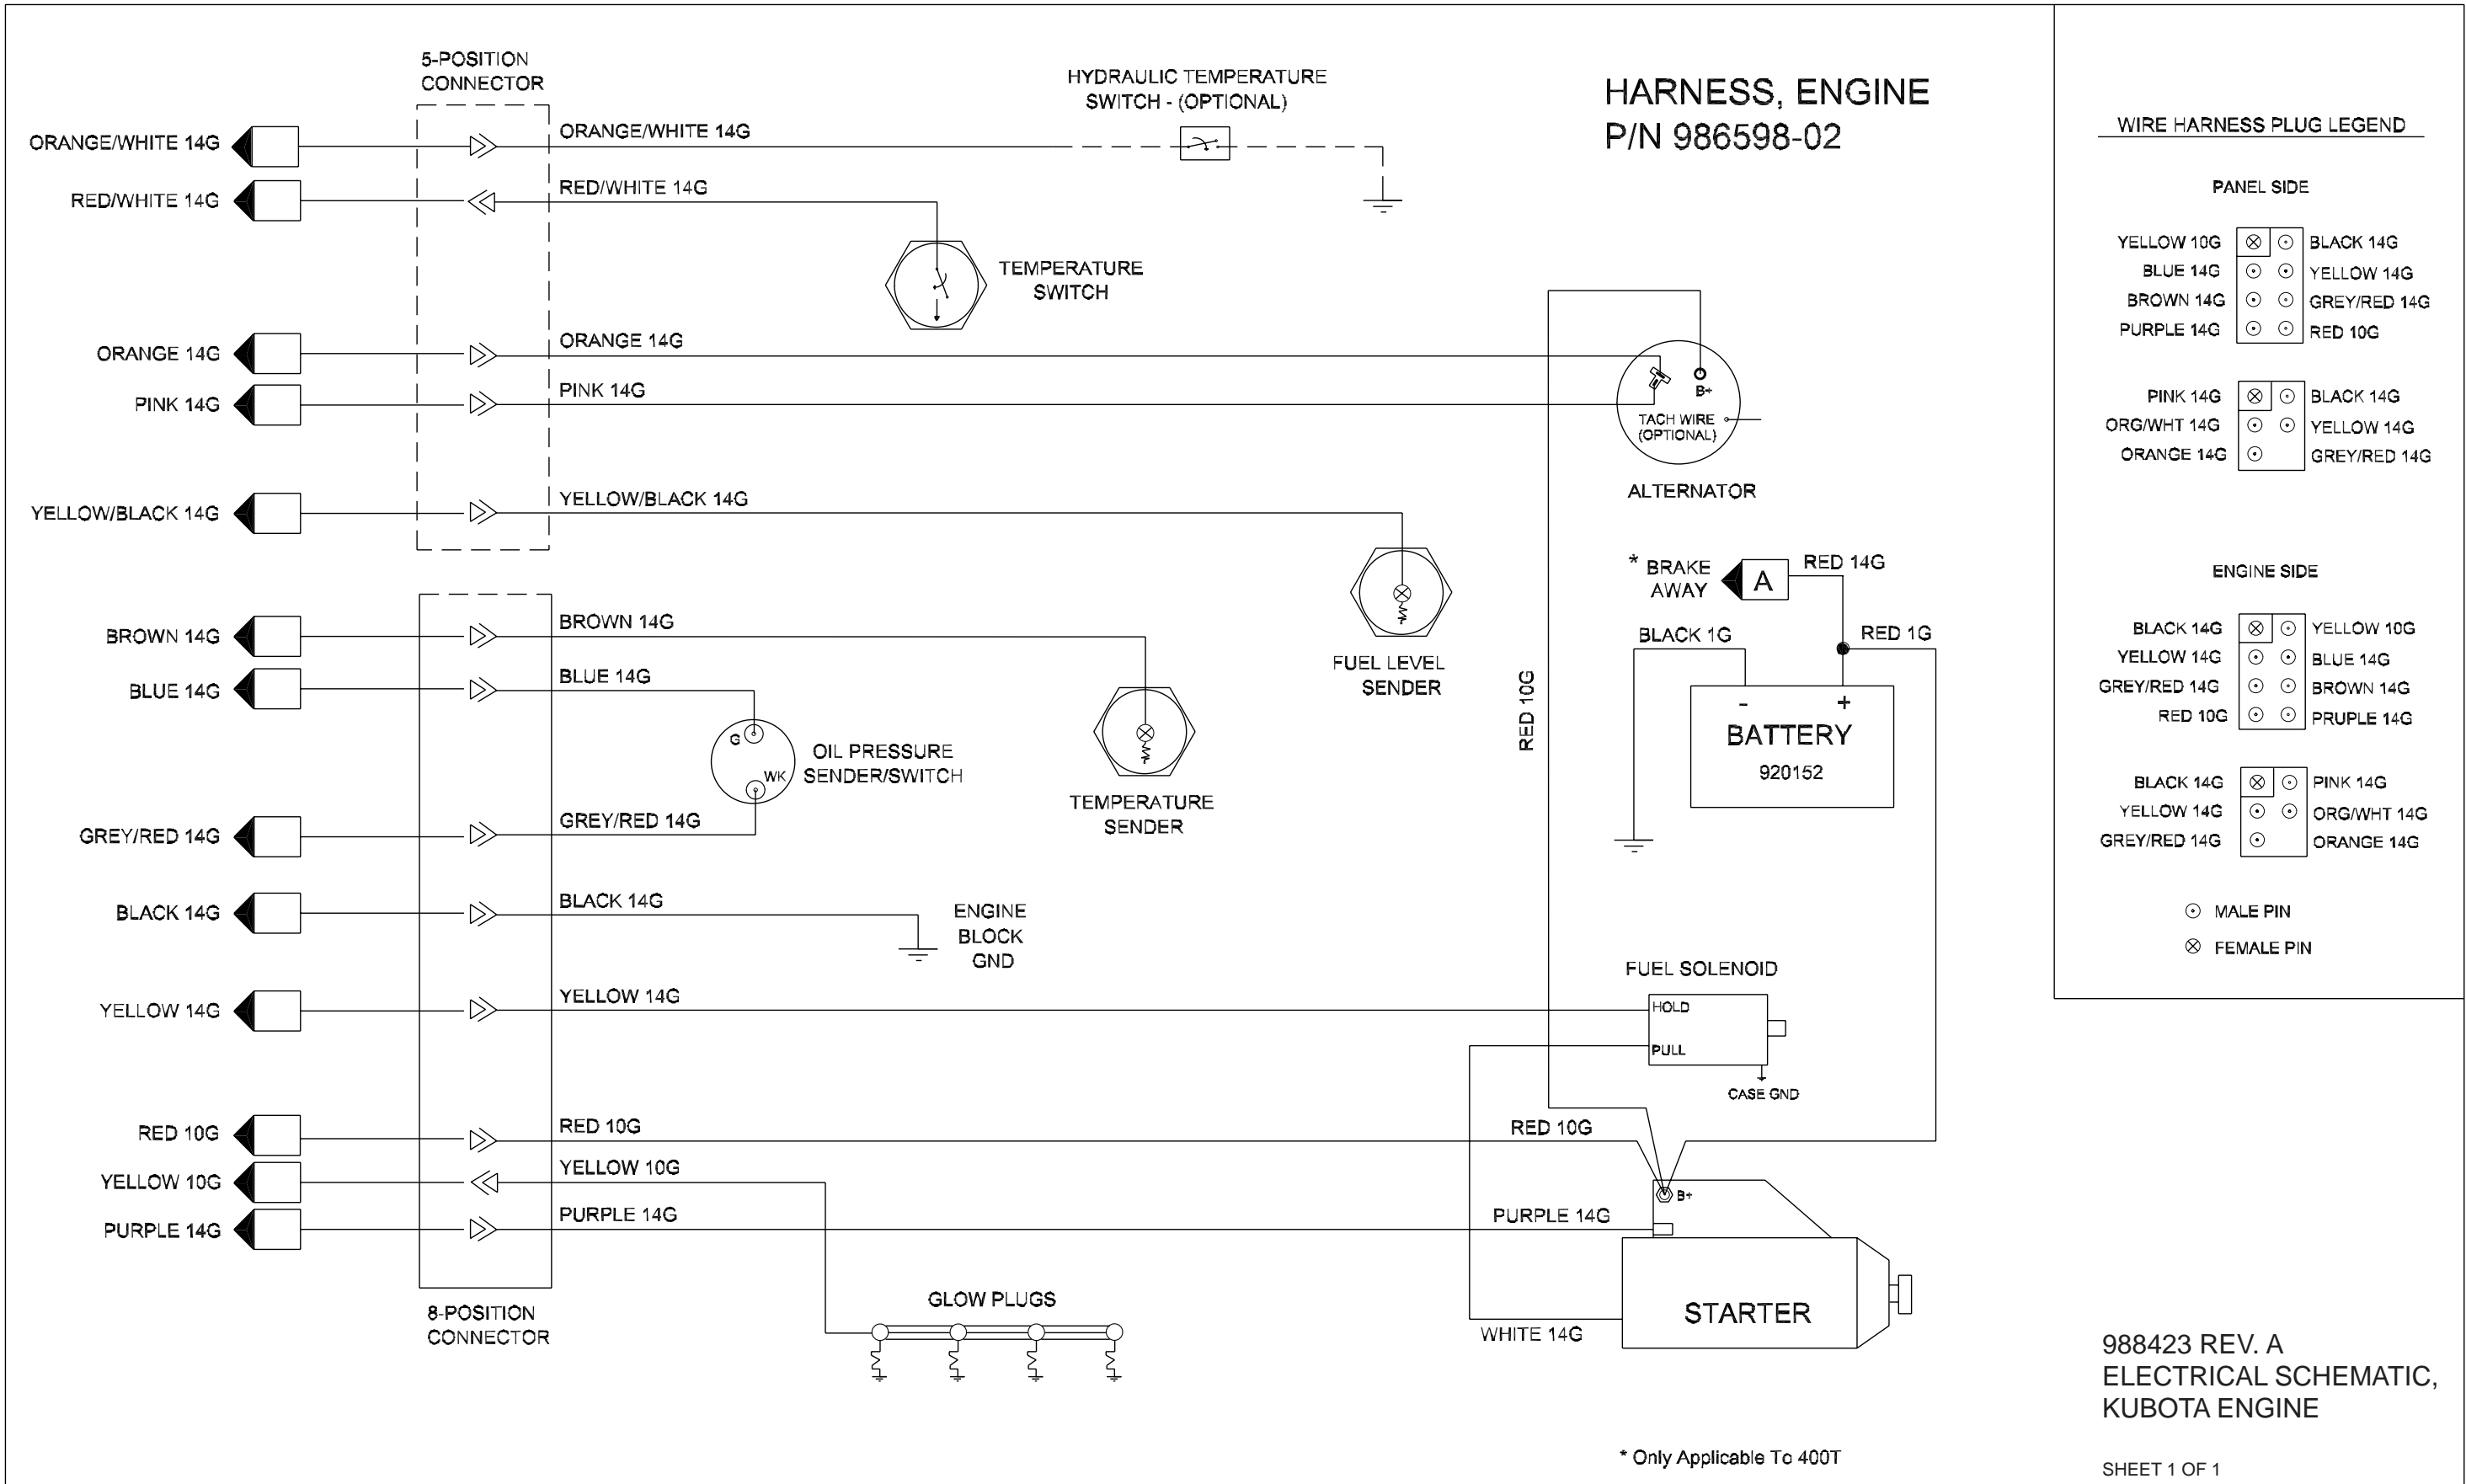 5-POSITION
CONNECTOR
ORANGE/WHITE 14G
ORANGE/WHITE 14G
HYDRAULIC TEMPERATURE
SWITCH - (OPTIONAL)
RED/WHITE 14G
RED/WHITE 14G
TEMPERATURE
SWITCH
ORANGE 14G
ORANGE 14G
PINK 14G
PINK 14G
YELLOW/BLACK 14G
YELLOW/BLACK 14G
HARNESS, ENGINE
P/N 986598-02
B+
TACH WIRE
(OPTIONAL)
ALTERNATOR
FUEL LEVEL
SENDER
BROWN 14G
BROWN 14G
BLUE 14G
BLUE 14G
G
WK
OIL PRESSURE
SENDER/SWITCH
TEMPERATURE
SENDER
GREY/RED 14G
GREY/RED 14G
BLACK 14G
BLACK 14G
ENGINE
BLOCK
GND
YELLOW 14G
YELLOW 14G
RED 10G
RED 10G
RED 10G
YELLOW 10G
YELLOW 10G
PURPLE 14G
PURPLE 14G
PURPLE 14G
8-POSITION
CONNECTOR
GLOW PLUGS
RED 10G
* BRAKE
AWAY
A
RED 14G
BLACK 1G
RED 1G
- +
BATTERY
920152
FUEL SOLENOID
HOLD
PULL
CASE GND
B+
STARTER
WHITE 14G
* Only Applicable To 400T
WIRE HARNESS PLUG LEGEND
PANEL SIDE
YELLOW 10G BLACK 14G
BLUE 14G YELLOW 14G
BROWN 14G GREY/RED 14G
PURPLE 14G RED 10G
PINK 14G BLACK 14G
ORG/WHT 14G YELLOW 14G
ORANGE 14G GREY/RED 14G
ENGINE SIDE
BLACK 14G YELLOW 10G
YELLOW 14G BLUE 14G
GREY/RED 14G BROWN 14G
RED 10G PRUPLE 14G
BLACK 14G PINK 14G
YELLOW 14G ORG/WHT 14G
GREY/RED 14G ORANGE 14G
MALE PIN
FEMALE PIN
988423 REV. A
ELECTRICAL SCHEMATIC,
KUBOTA ENGINE
SHEET 1 OF 1